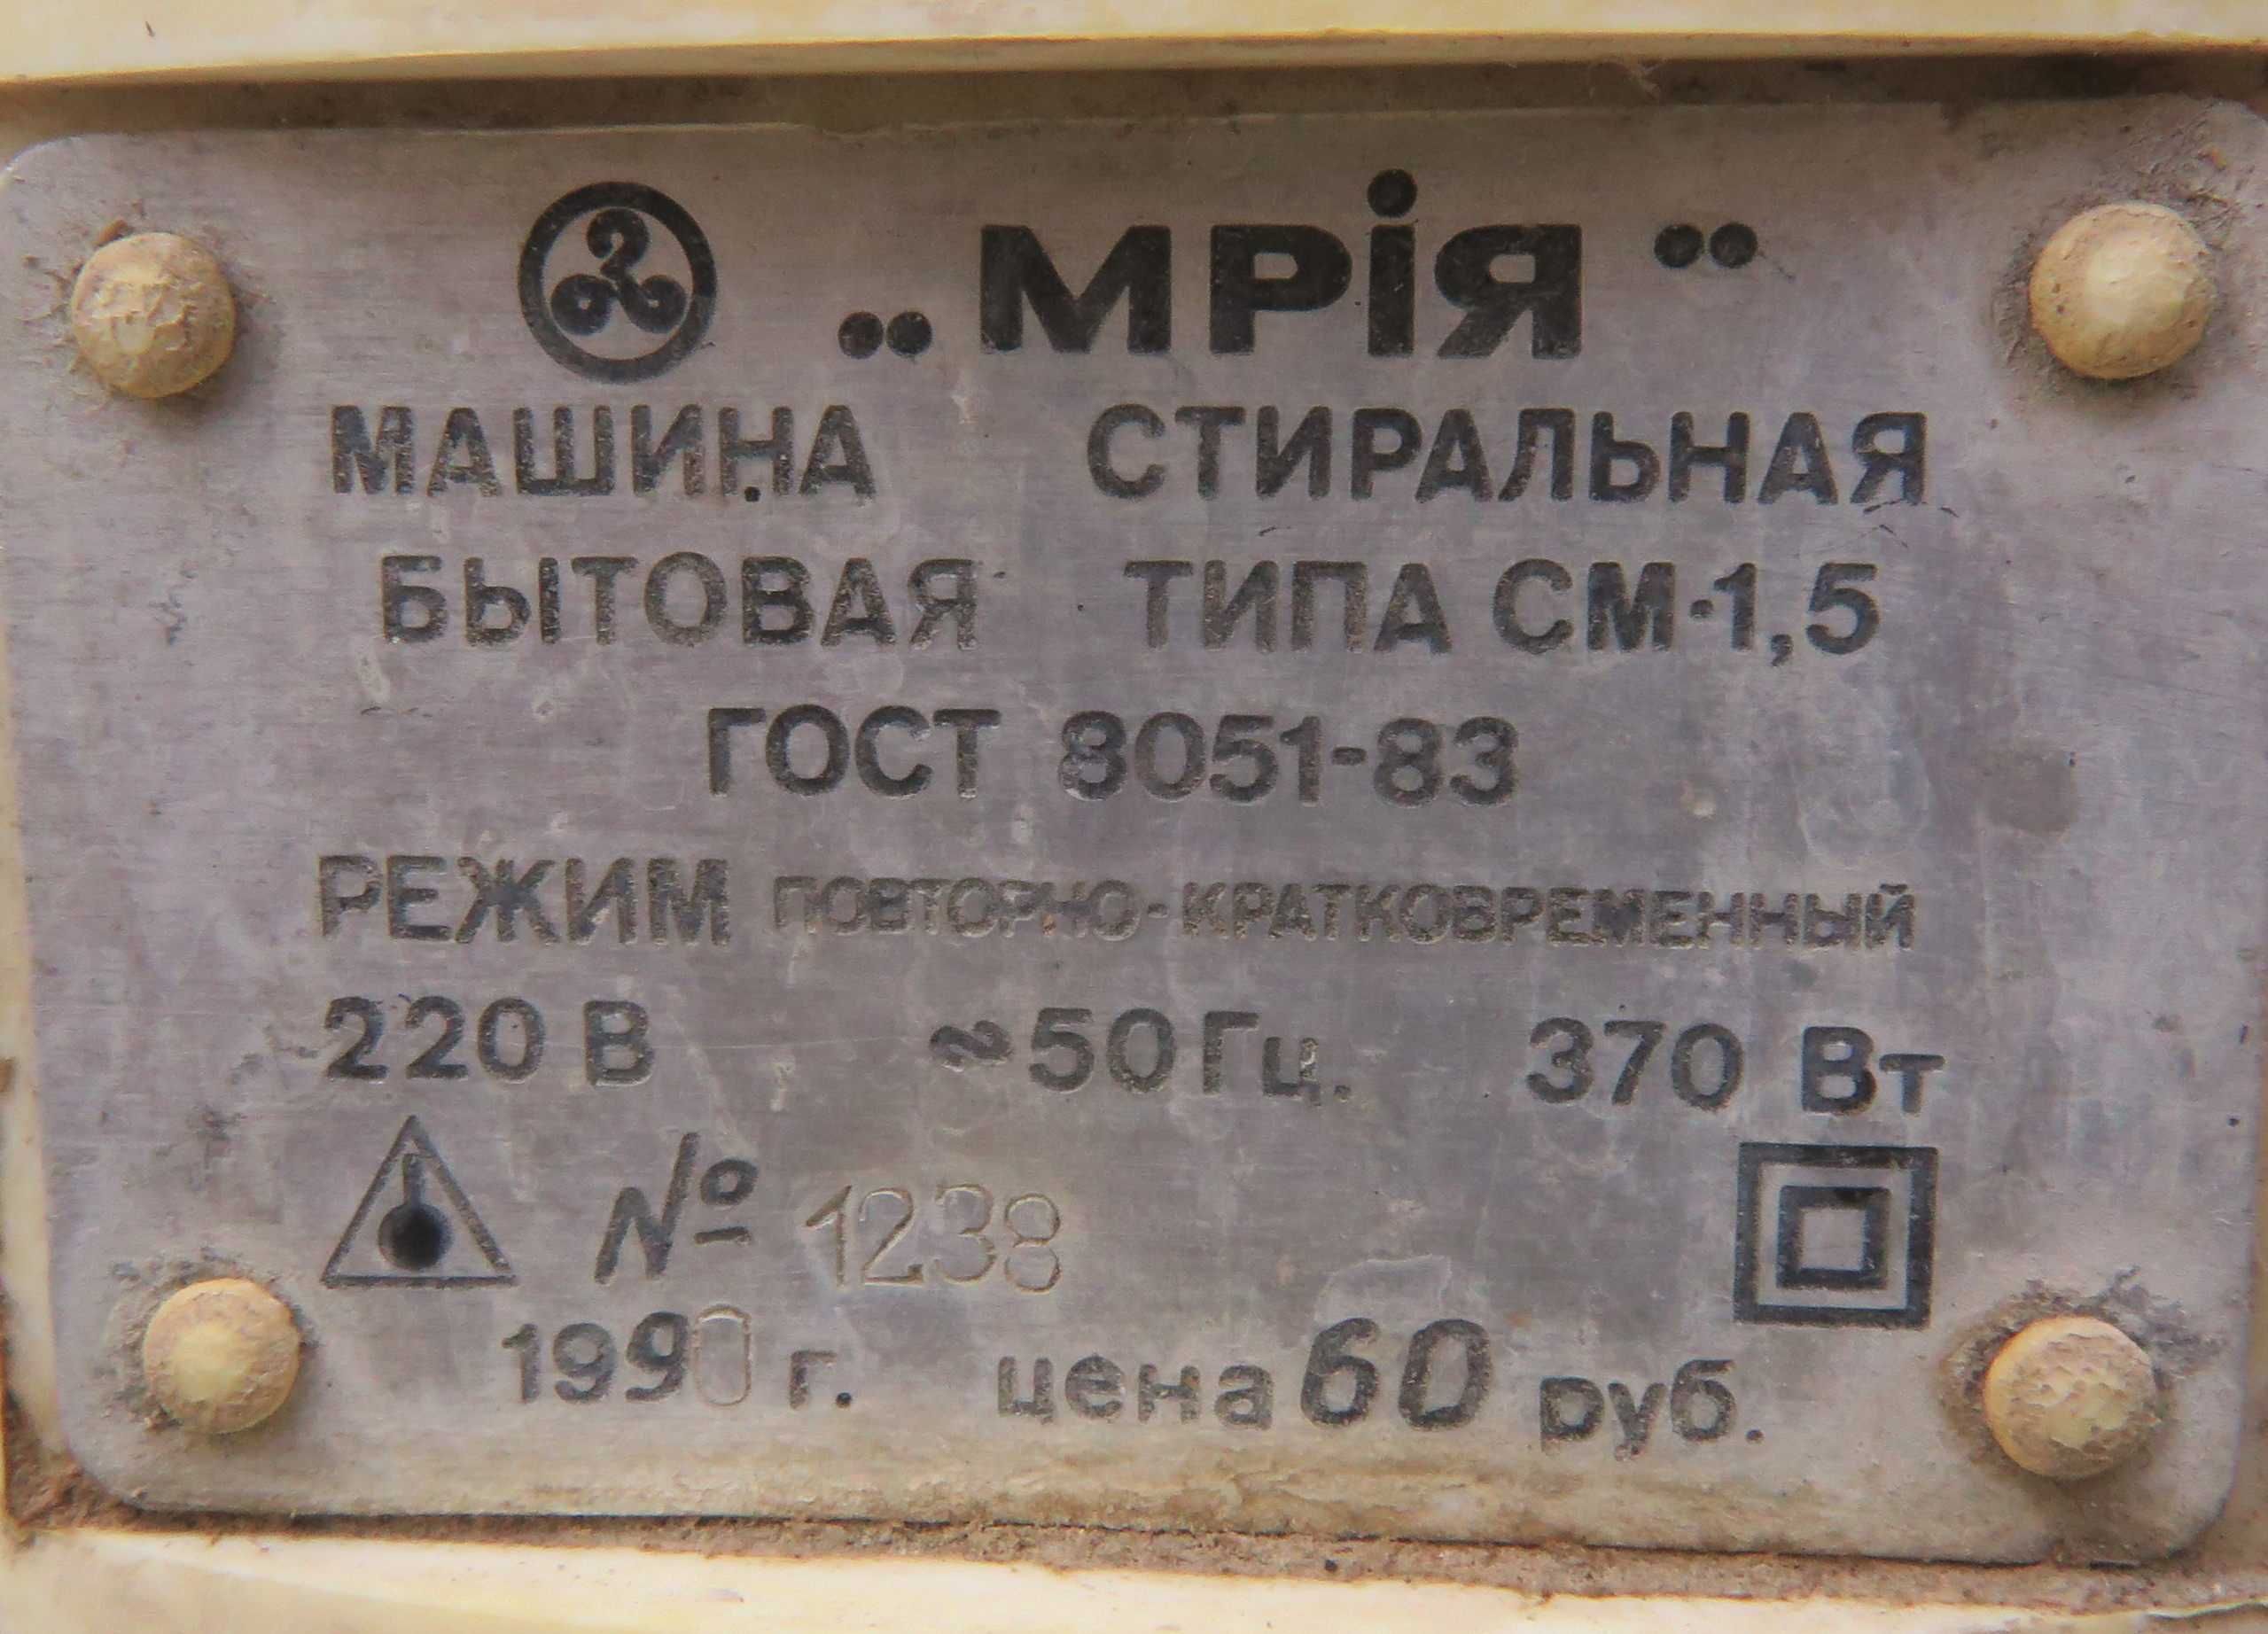 „МРіЯ“
МАШИНА СТИРАЛЬНАЯ
БЫТОВАЯ ТИПА СМ-1,5
ГОСТ 8051-83
РЕЖИМ ПОВТОРНО-КРАТКОВРЕМЕННЫЙ
220 В ~50 Гц. 370 Вт
№ 1238
1990 г. цена 60 руб.